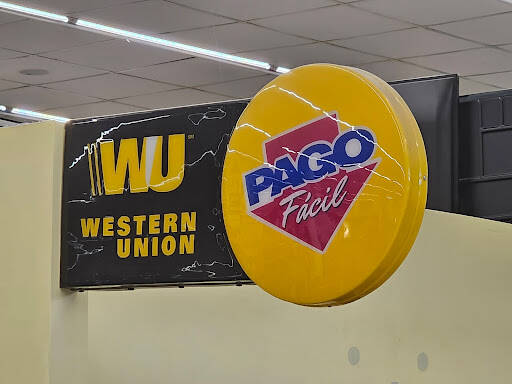 WU
WESTERN
UNION
PAGO
Fácil